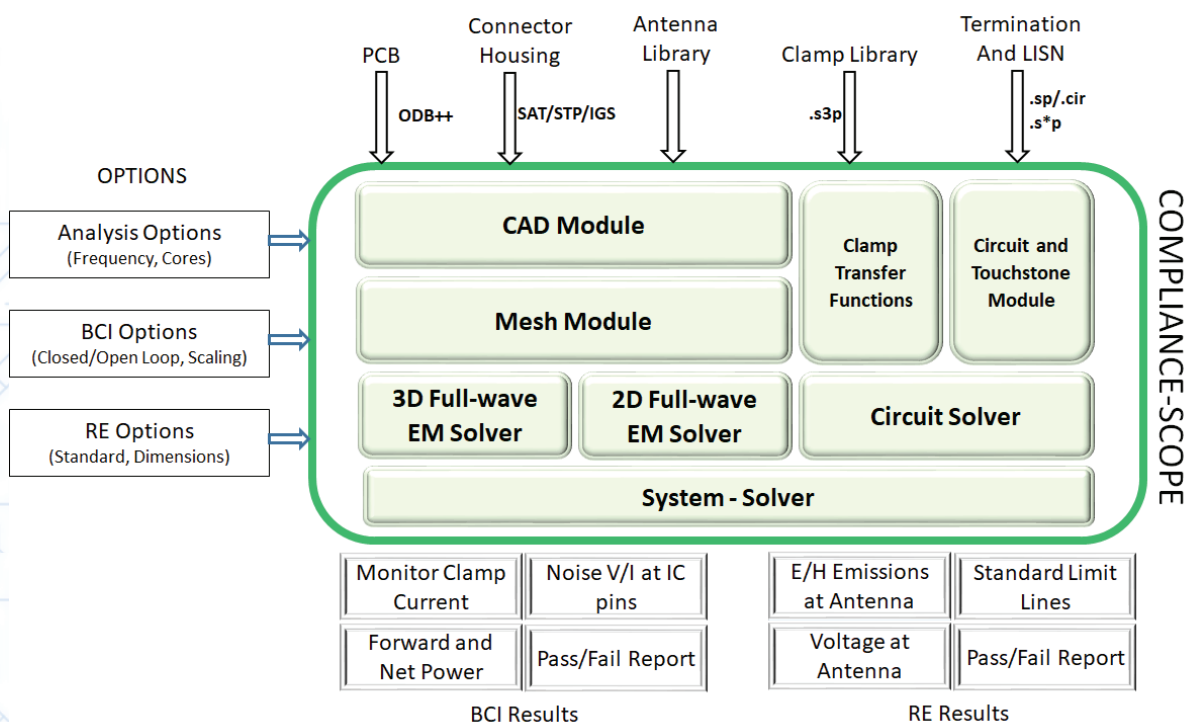 PCB
Connector
Housing
Antenna
Library
Clamp Library
Termination
And LISN
ODB++
SAT/STP/IGS
.s3p
.sp/.cir
.s*p
OPTIONS
Analysis Options
(Frequency, Cores)
BCI Options
(Closed/Open Loop, Scaling)
RE Options
(Standard, Dimensions)
CAD Module
Mesh Module
Clamp
Transfer
Functions
Circuit and
Touchstone
Module
3D Full-wave
EM Solver
2D Full-wave
EM Solver
Circuit Solver
System - Solver
COMPLIANCE-SCOPE
Monitor Clamp
Current
Noise V/I at IC
pins
Forward and
Net Power
Pass/Fail Report
BCI Results
E/H Emissions
at Antenna
Standard Limit
Lines
Voltage at
Antenna
Pass/Fail Report
RE Results